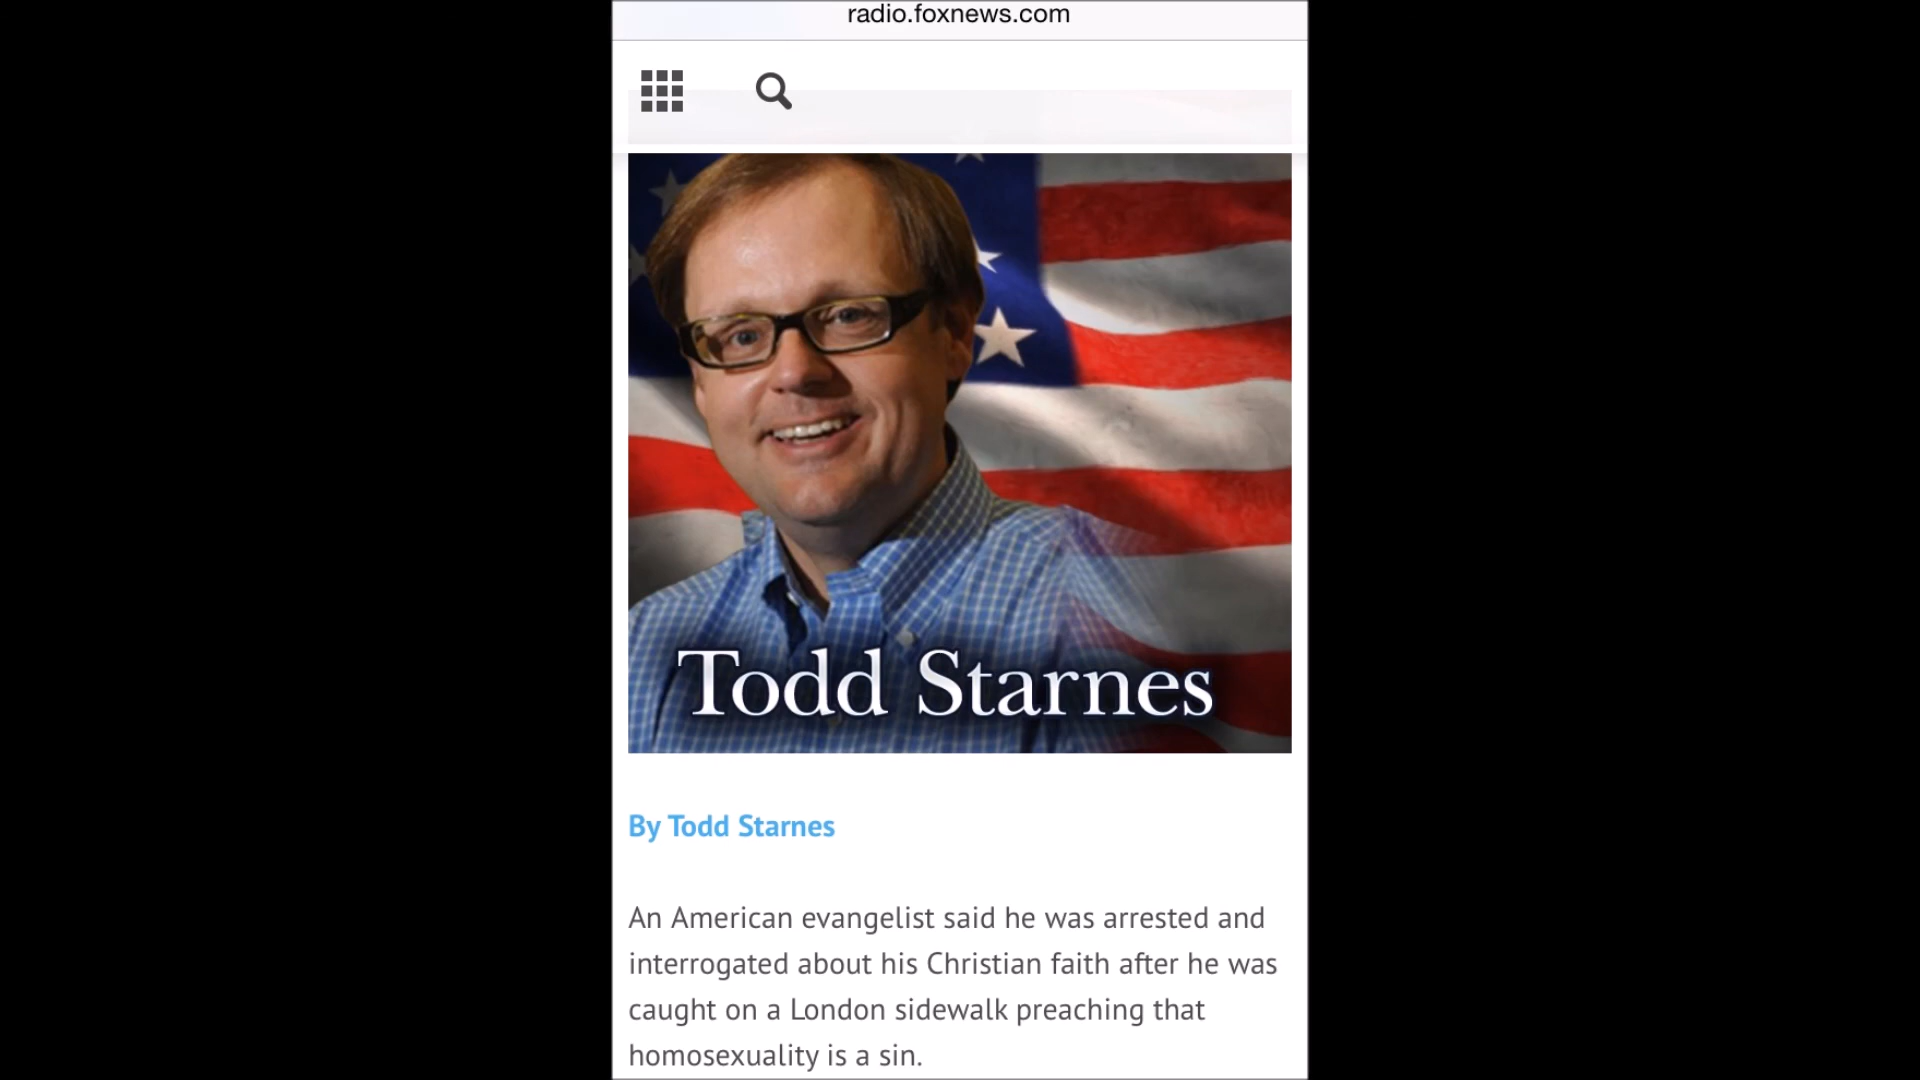 radio.foxnews.com
Todd Starnes
By Todd Starnes
An American evangelist said he was arrested and
interrogated about his Christian faith after he was
caught on a London sidewalk preaching that
homosexuality is a sin.